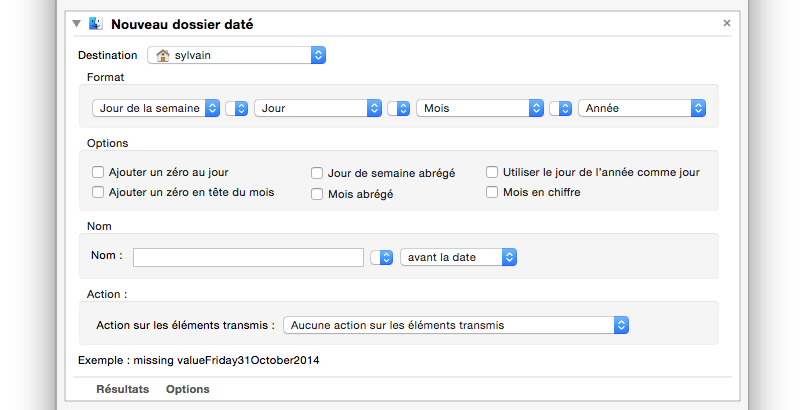 Nouveau dossier daté
Destination sylvain
Format
Jour de la semaine Jour Mois Année
Options
Ajouter un zéro au jour Jour de semaine abrégé Utiliser le jour de l'année comme jour
Ajouter un zéro en tête du mois Mois abrégé Mois en chiffre
Nom
Nom : avant la date
Action :
Action sur les éléments transmis : Aucune action sur les éléments transmis
Exemple : missing valueFriday31October2014
Résultats Options